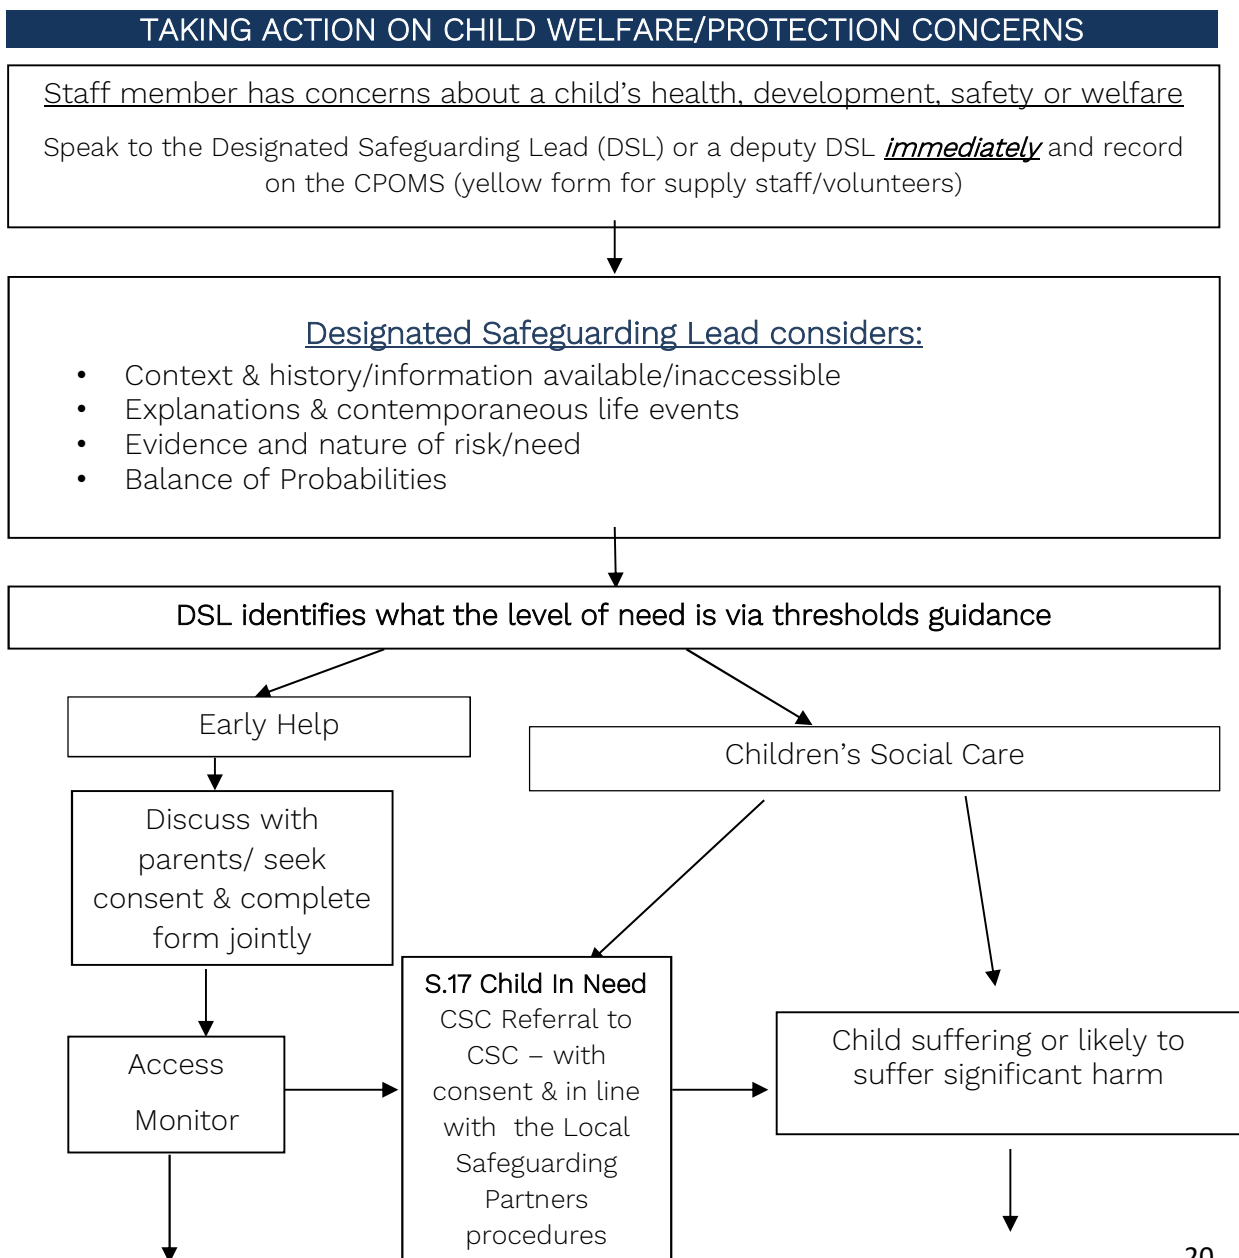 TAKING ACTION ON CHILD WELFARE/PROTECTION CONCERNS
Staff member has concerns about a child's health, development, safety or welfare
Speak to the Designated Safeguarding Lead (DSL) or a deputy DSL immediately and record
on the CPOMS (yellow form for supply staff/volunteers)
Designated Safeguarding Lead considers:
• Context & history/information available/inaccessible
• Explanations & contemporaneous life events
• Evidence and nature of risk/need
• Balance of Probabilities
DSL identifies what the level of need is via thresholds guidance
Early Help
Children's Social Care
Discuss with
parents/ seek
consent & complete
form jointly
Access
Monitor
S.17 Child In Need
CSC Referral to
CSC – with
consent & in line
with the Local
Safeguarding
Partners
procedures
Child suffering or likely to
suffer significant harm
20